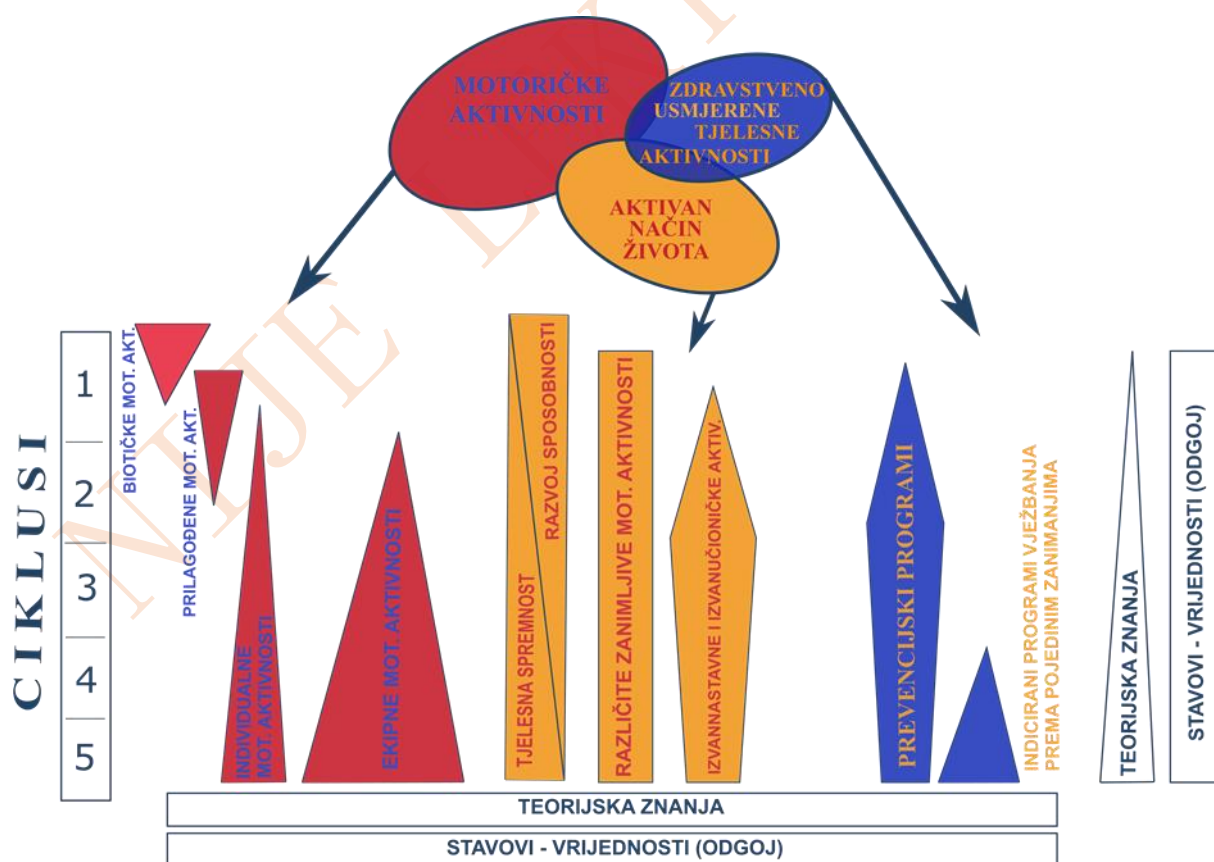 NIJE LEKT
MOTORIČKE
AKTIVNOSTI
ZDRAVSTVENO
USMJERENE
TJELESNE
AKTIVNOSTI
AKTIVAN
NAČIN
ŽIVOTA
CIKLUSI
1
2
3
4
5
BIOTIČKE MOT. AKT.
PRILAGOĐENE MOT. AKT.
INDIVIDUALNE
MOT. AKTIVNOSTI
EKIPNE MOT. AKTIVNOSTI
TJELESNA SPREMNOST
RAZVOJ SPOSOBNOSTI
RAZLIČITE ZANIMLJIVE MOT. AKTIVNOSTI
IZVANNASTAVNE I IZVANUČIONIČKE AKTIV.
PREVENCIJSKI PROGRAMI
INDICIRANI PROGRAMI VJEŽBANJA
PREMA POJEDINIM ZANIMANJIMA
TEORIJSKA ZNANJA
STAVOVI - VRIJEDNOSTI (ODGOJ)
TEORIJSKA ZNANJA
STAVOVI - VRIJEDNOSTI (ODGOJ)